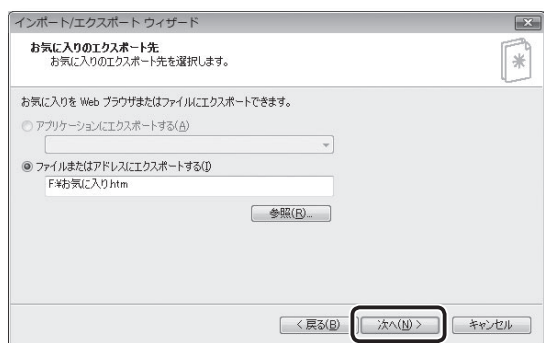 インポート/エクスポート ウィザード
お気に入りのエクスポート先
お気に入りのエクスポート先を選択します。
お気に入りを Web ブラウザまたはファイルにエクスポートできます。
アプリケーションにエクスポートする(A)
ファイルまたはアドレスにエクスポートする(I)
F:¥お気に入り.htm
参照(R)...
< 戻る(B)
次へ(N) >
キャンセル